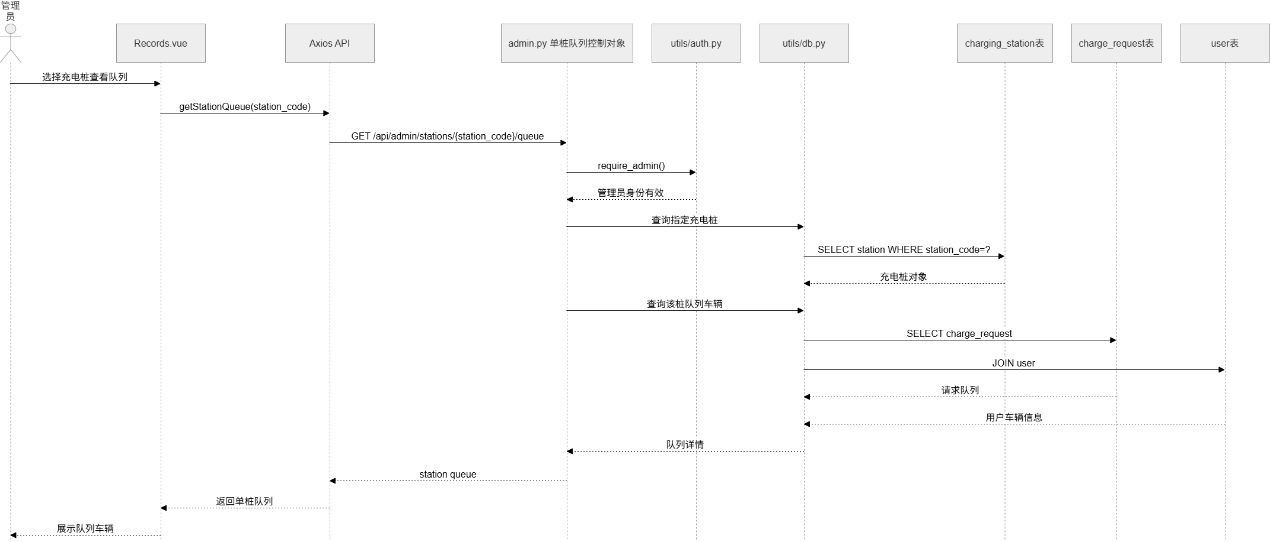 管理
员
Records.vue
Axios API
admin.py 单桩队列控制对象
utils/auth.py
utils/db.py
charging_station表
charge_request表
user表
选择充电桩查看队列
getStationQueue(station_code)
GET /api/admin/stations/{station_code}/queue
require_admin()
管理员身份有效
查询指定充电桩
SELECT station WHERE station_code=?
充电桩对象
查询该桩队列车辆
SELECT charge_request
JOIN user
请求队列
用户车辆信息
队列详情
station queue
返回单桩队列
展示队列车辆